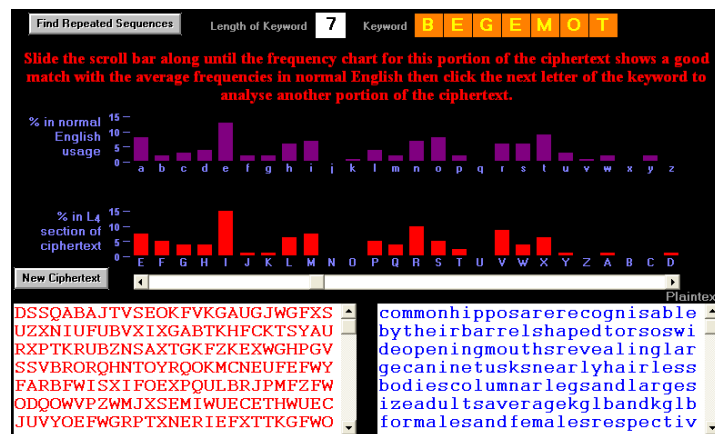 Find Repeated Sequences Length of Keyword 7 Keyword B E G E M O T
Slide the scroll bar along until the frequency chart for this portion of the ciphertext shows a good
match with the average frequencies in normal English then click the next letter of the keyword to
analyse another portion of the ciphertext.
% in normal English usage
15
10
5
0
a b c d e f g h i j k l m n o p q r s t u v w x y z
% in L4 section of ciphertext
15
10
5
0
E F G H I J K L M N O P Q R S T U V W X Y Z A B C D
New Ciphertext
Plaintex
DSSQABAJTVSEOKFVKGAUGJWGFXS
UZXNIUFUBVXIXGABTKHFCKTSYAU
RXPTKRUBZNSAXTGKFZKEXWGHPGV
SSVBRORQHNTOYRQOKMCNEUFEFWY
FARBFWISXIFOEXPQULBRJPMFZFW
ODQOWVPZWMJXSEMIWUECETHWUEC
JUVYOEFWGRPTXNERIEFXTTKGFWO
commonhipposarerecognisable
bytheirbarrelshapedtorsoswi
deopeningmouthsrevealinglar
gecaninetusksnearlyhairless
bodiescolumnarlegsandlarges
izeadultsaveragekglbandkglb
formalesandfemalesrespectiv